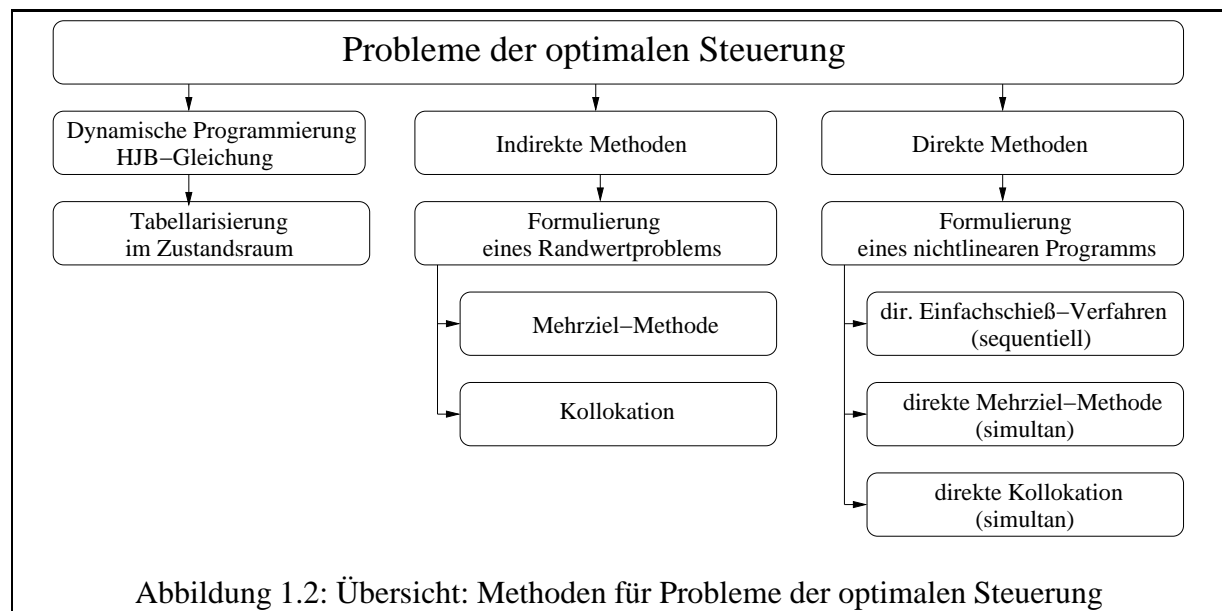 Probleme der optimalen Steuerung
Dynamische Programmierung
HJB−Gleichung
Tabellarisierung
im Zustandsraum
Indirekte Methoden
Formulierung
eines Randwertproblems
Mehrziel−Methode
Kollokation
Direkte Methoden
Formulierung
eines nichtlinearen Programms
dir. Einfachschieß−Verfahren
(sequentiell)
direkte Mehrziel−Methode
(simultan)
direkte Kollokation
(simultan)
Abbildung 1.2: Übersicht: Methoden für Probleme der optimalen Steuerung